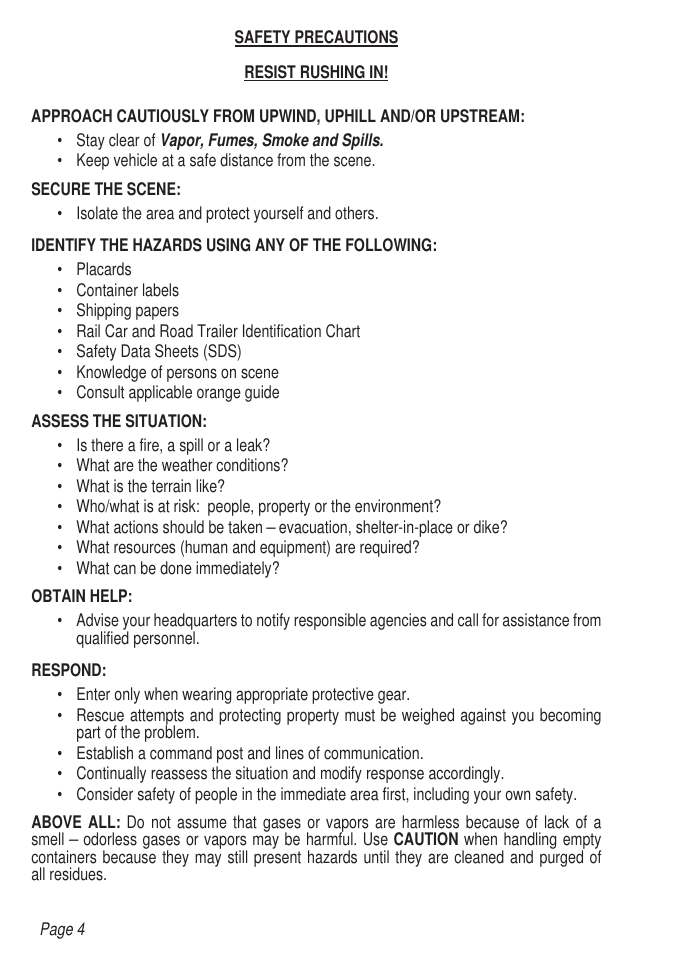 SAFETY PRECAUTIONS
RESIST RUSHING IN!
APPROACH CAUTIOUSLY FROM UPWIND, UPHILL AND/OR UPSTREAM:
• Stay clear of Vapor, Fumes, Smoke and Spills.
• Keep vehicle at a safe distance from the scene.
SECURE THE SCENE:
• Isolate the area and protect yourself and others.
IDENTIFY THE HAZARDS USING ANY OF THE FOLLOWING:
• Placards
• Container labels
• Shipping papers
• Rail Car and Road Trailer Identification Chart
• Safety Data Sheets (SDS)
• Knowledge of persons on scene
• Consult applicable orange guide
ASSESS THE SITUATION:
• Is there a fire, a spill or a leak?
• What are the weather conditions?
• What is the terrain like?
• Who/what is at risk:  people, property or the environment?
• What actions should be taken – evacuation, shelter-in-place or dike?
• What resources (human and equipment) are required?
• What can be done immediately?
OBTAIN HELP:
• Advise your headquarters to notify responsible agencies and call for assistance from
qualified personnel.
RESPOND:
• Enter only when wearing appropriate protective gear.
• Rescue attempts and protecting property must be weighed against you becoming
part of the problem.
• Establish a command post and lines of communication.
• Continually reassess the situation and modify response accordingly.
• Consider safety of people in the immediate area first, including your own safety.
ABOVE ALL: Do not assume that gases or vapors are harmless because of lack of a
smell – odorless gases or vapors may be harmful. Use CAUTION when handling empty
containers because they may still present hazards until they are cleaned and purged of
all residues.
Page 4